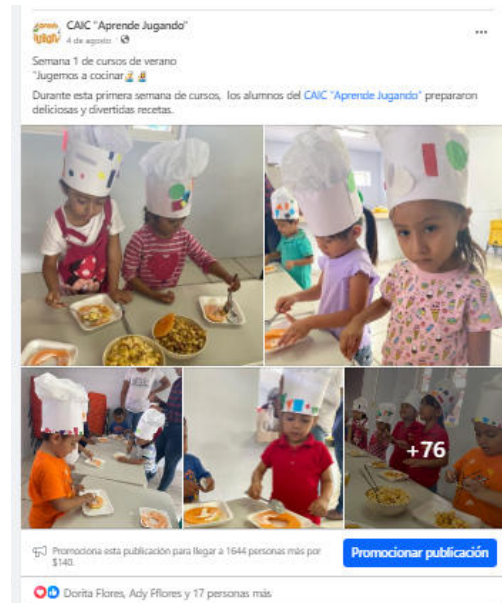 CAIC "Aprende Jugando"
4 de agosto
Semana 1 de cursos de verano
"Jugemos a cocinar
Durante esta primera semana de cursos, los alumnos del CAIC "Aprende Jugando" prepararon
deliciosas y divertidas recetas.
+76
Promociona esta publicación para llegar a 1644 personas más por
$140.
Promocionar publicación
Dorita Flores, Ady Fflores y 17 personas más